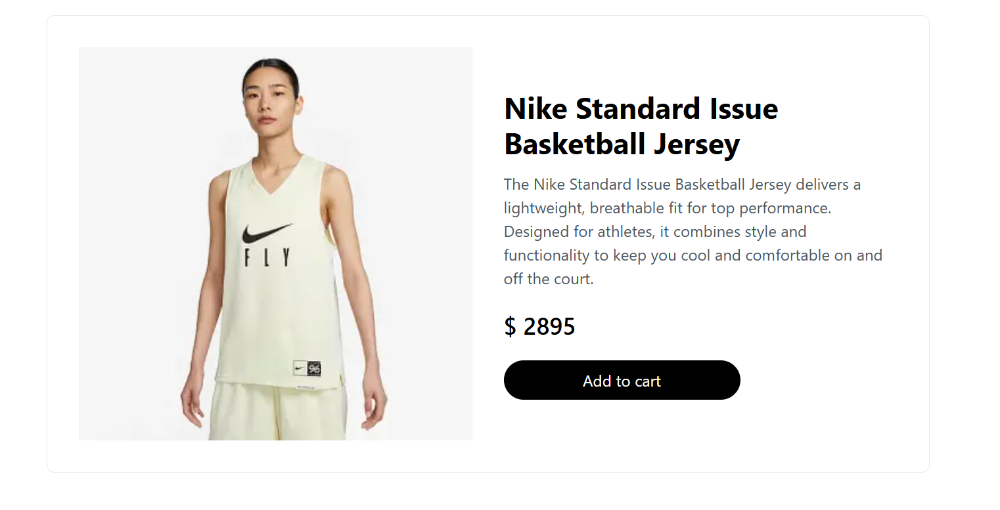 FLY
96
Nike Standard Issue
Basketball Jersey
The Nike Standard Issue Basketball Jersey delivers a
lightweight, breathable fit for top performance.
Designed for athletes, it combines style and
functionality to keep you cool and comfortable on and
off the court.
$ 2895
Add to cart